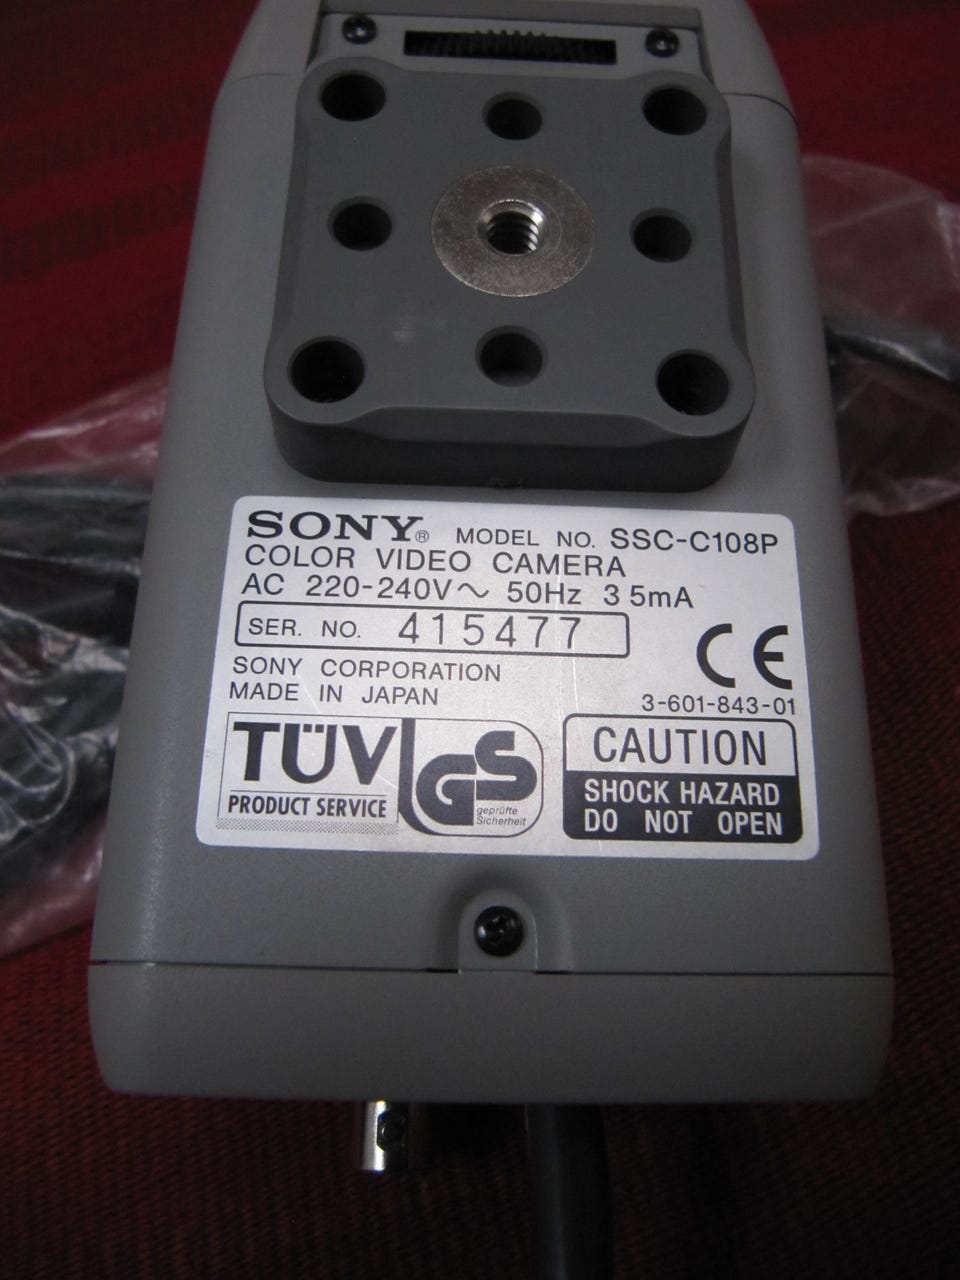 SONY® MODEL NO. SSC-C108P
COLOR VIDEO CAMERA
AC 220-240V~ 50Hz 35mA
SER. NO. 415477
SONY CORPORATION
MADE IN JAPAN
CE
3-601-843-01
TÜV
PRODUCT SERVICE
GS
geprüfte
Sicherheit
CAUTION
SHOCK HAZARD
DO NOT OPEN